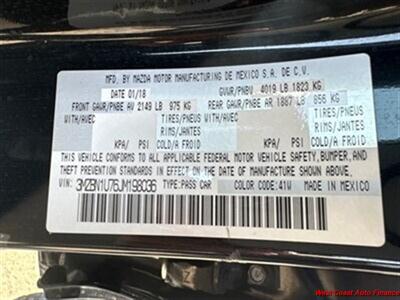 MFD. BY MAZDA MOTOR MANUFACTURING DE MEXICO S.A. DE C.V.
DATE 01/18 GVWR/PNBV 4019 LB 1823 KG
FRONT GAWR/PNBE AV 2149 LB 975 KG REAR GAWR/PNBE AR 1887 LB 856 KG
WITH/AVEC TIRES/PNEUS WITH/AVEC TIRES/PNEUS
RIMS/JANTES RIMS/JANTES
KPA/ PSI COLD/A FROID KPA/ PSI COLD/A FROID
THIS VEHICLE CONFORMS TO ALL APPLICABLE FEDERAL MOTOR VEHICLE SAFETY, BUMPER, AND
THEFT PREVENTION STANDARDS IN EFFECT ON THE DATE OF MANUFACTURE SHOWN ABOVE.
VIN: 3MZBN1U76JM198036 TYPE:PASS CAR COLOR CODE:41W MADE IN MEXICO
West Coast Auto Finance